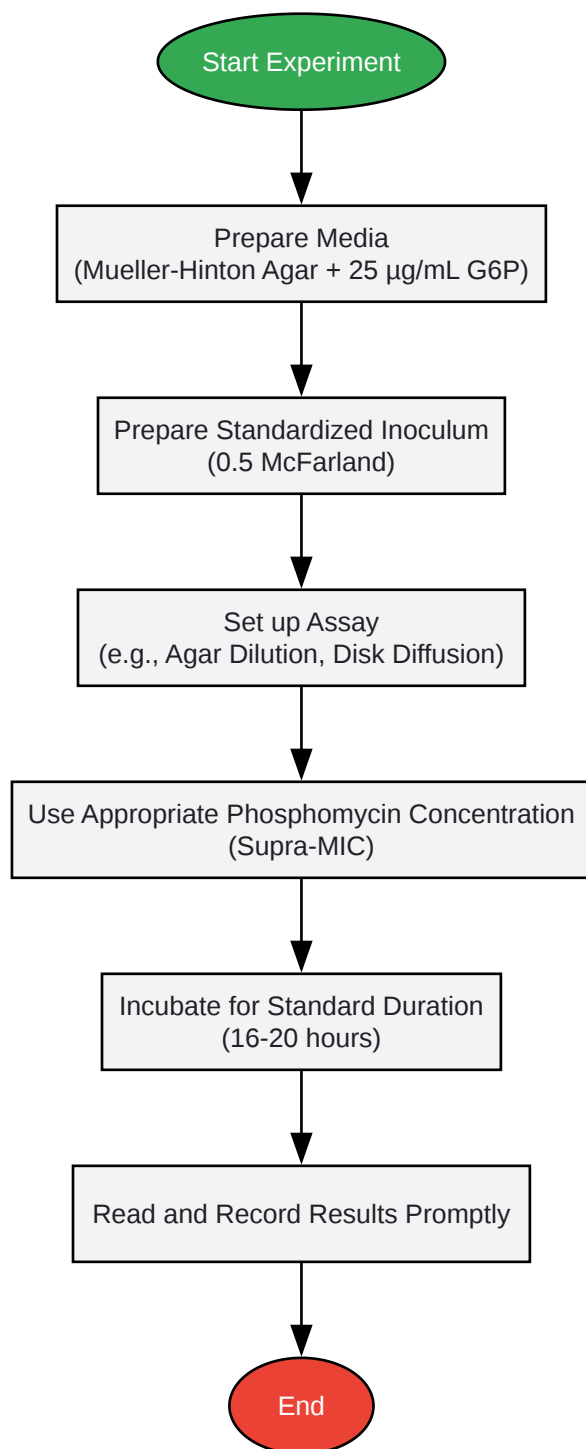 Start Experiment
Prepare Media
(Mueller-Hinton Agar + 25 µg/mL G6P)
Prepare Standardized Inoculum
(0.5 McFarland)
Set up Assay
(e.g., Agar Dilution, Disk Diffusion)
Use Appropriate Phosphomycin Concentration
(Supra-MIC)
Incubate for Standard Duration
(16-20 hours)
Read and Record Results Promptly
End